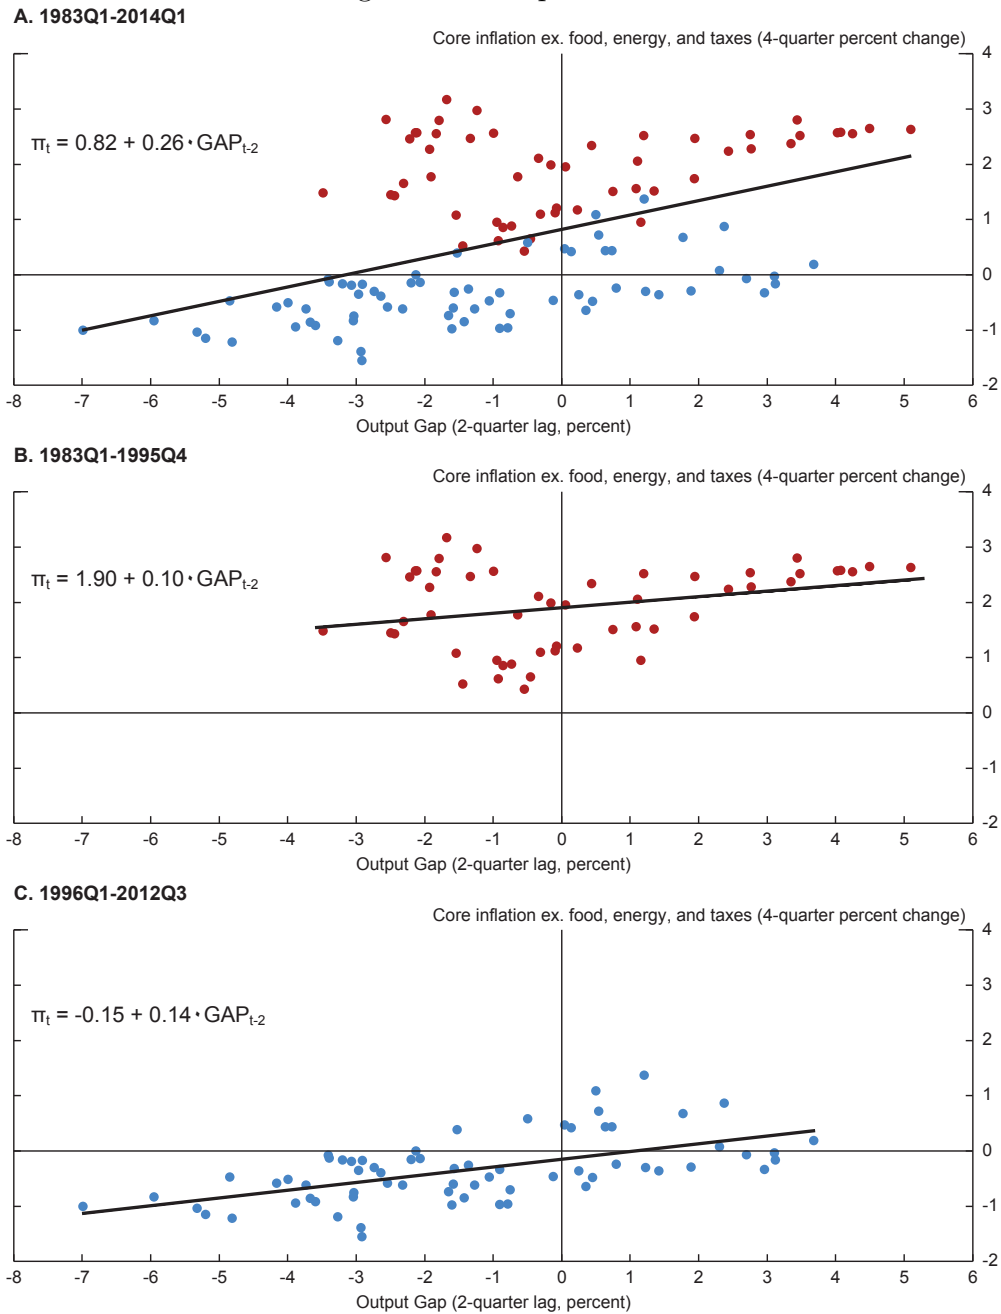 A. 1983Q1-2014Q1
Core inflation ex. food, energy, and taxes (4-quarter percent change)
4
3
πt = 0.82 + 0.26 · GAPt-2
2
1
0
-1
-2
-8 -7 -6 -5 -4 -3 -2 -1 0 1 2 3 4 5 6
Output Gap (2-quarter lag, percent)
B. 1983Q1-1995Q4
Core inflation ex. food, energy, and taxes (4-quarter percent change)
4
3
πt = 1.90 + 0.10 · GAPt-2
2
1
0
-1
-2
-8 -7 -6 -5 -4 -3 -2 -1 0 1 2 3 4 5 6
Output Gap (2-quarter lag, percent)
C. 1996Q1-2012Q3
Core inflation ex. food, energy, and taxes (4-quarter percent change)
4
3
πt = -0.15 + 0.14 · GAPt-2
2
1
0
-1
-2
-8 -7 -6 -5 -4 -3 -2 -1 0 1 2 3 4 5 6
Output Gap (2-quarter lag, percent)